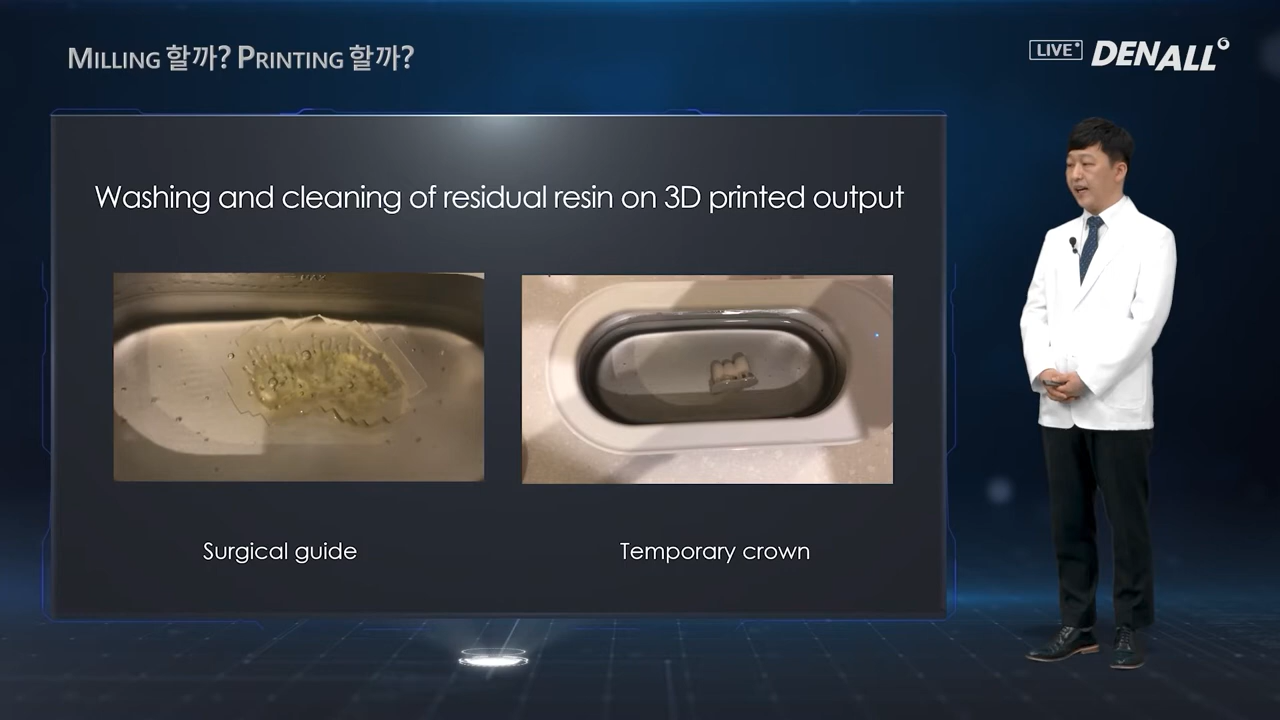 MILLING 할까? PRINTING 할까?
LIVE
DENALL
Washing and cleaning of residual resin on 3D printed output
Surgical guide
Temporary crown